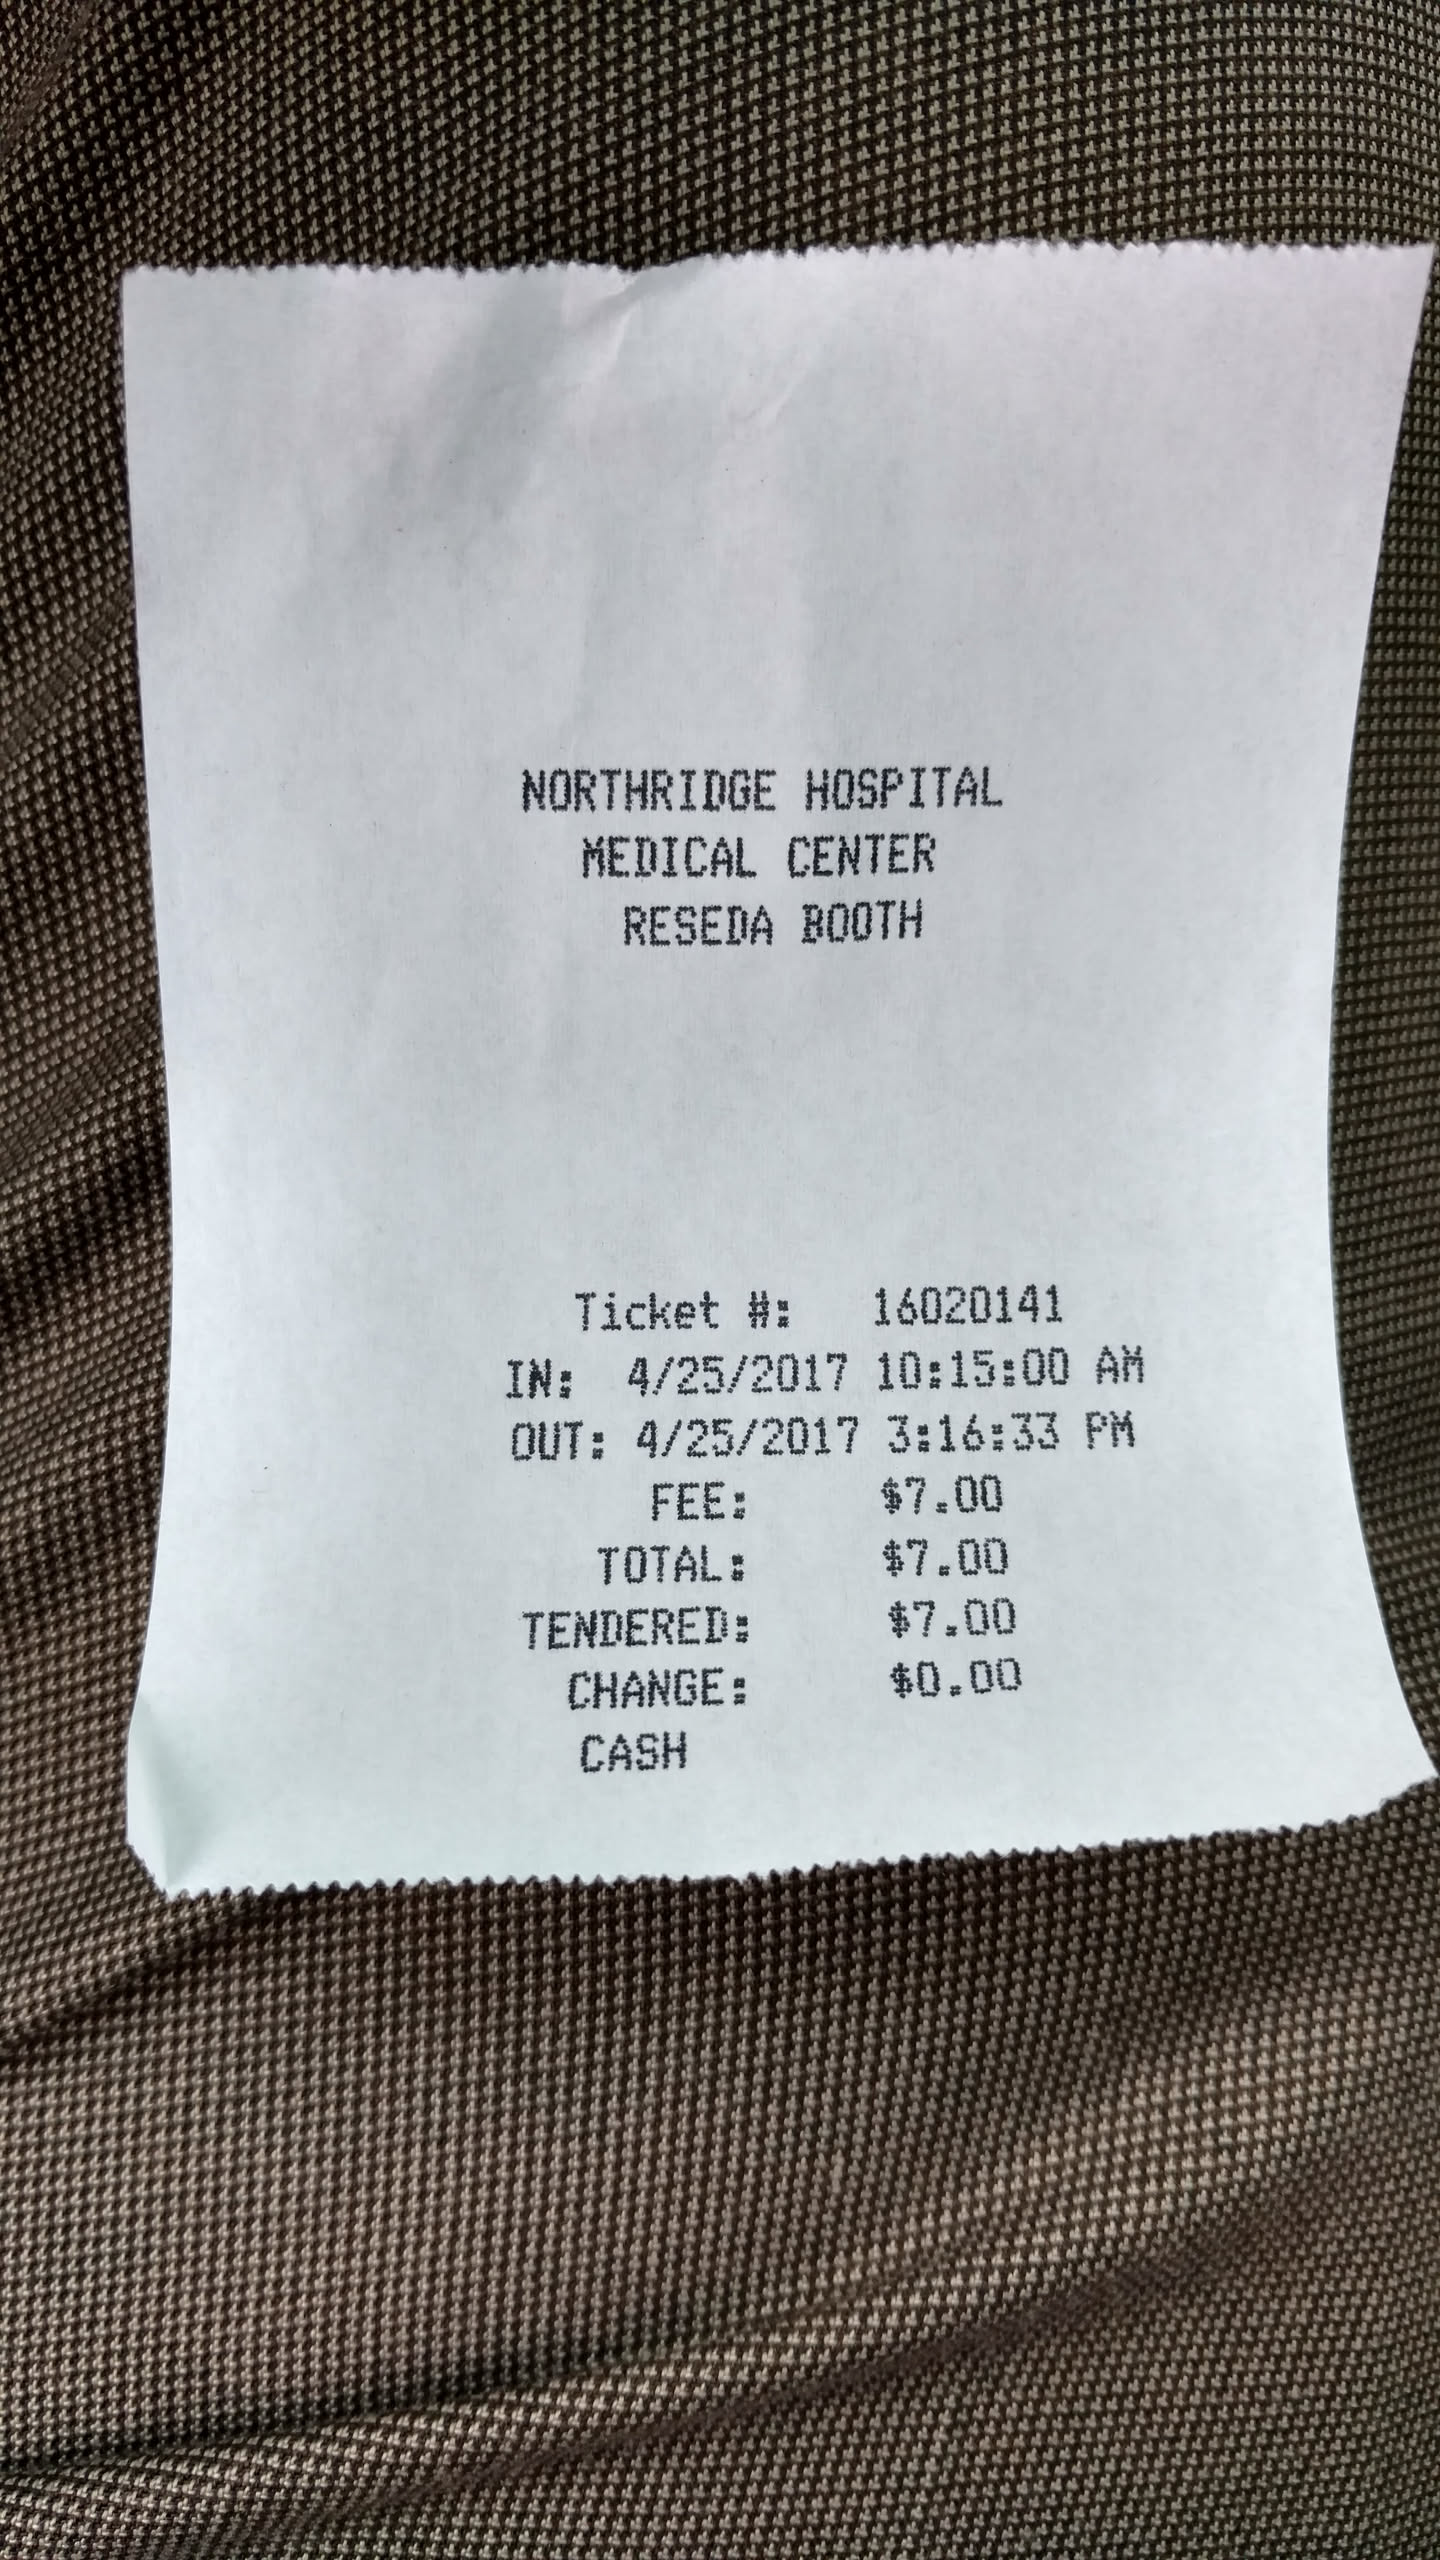 NORTHRIDGE HOSPITAL
MEDICAL CENTER
RESEDA BOOTH
Ticket #: 16020141
IN: 4/25/2017 10:15:00 AM
OUT: 4/25/2017 3:16:33 PM
FEE: $7.00
TOTAL: $7.00
TENDERED: $7.00
CHANGE: $0.00
CASH